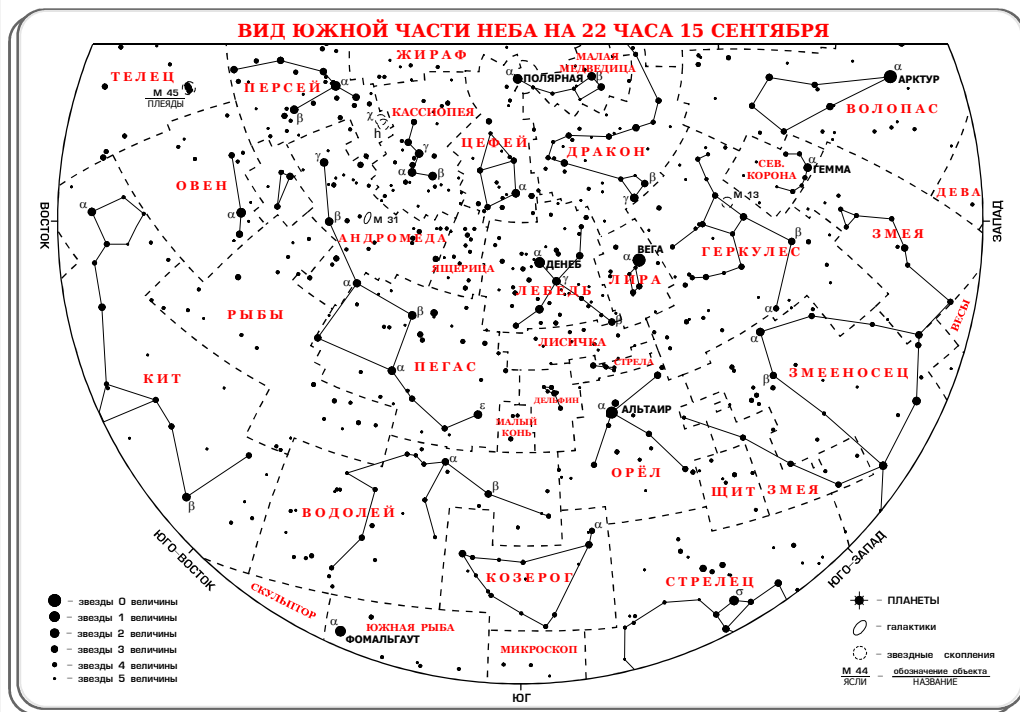 ВИД ЮЖНОЙ ЧАСТИ НЕБА НА 22 ЧАСА 15 СЕНТЯБРЯ
ЖИРАФ
МАЛАЯ
МЕДВЕДИЦА
ТЕЛЕЦ
α
ПОЛЯРНАЯ
β
α
АРКТУР
ПЕРСЕЙ
α
M 45
ПЛЕЯДЫ
β
χ
h
КАССИОПЕЯ
ВОЛОПАС
γ
α
β
ЦЕФЕЙ
α
ДРАКОН
β
γ
СЕВ.
КОРОНА
α
ГЕММА
γ
ОВЕН
α
M 13
ДЕВА
α
β
M 31
ВОСТОК
ЗАПАД
АНДРОМЕДА
ЗМЕЯ
ВЕГА
α
β
ГЕРКУЛЕС
ЯЩЕРИЦА
α
ДЕНЕБ
γ
ЛЕБЕДЬ
β
ЛИРА
α
α
РЫБЫ
β
ВЕСЫ
ЛИСИЧКА
α
СТРЕЛА
ПЕГАС
α
КИТ
ЗМЕЕНОСЕЦ
β
ДЕЛЬФИН
ε
α
АЛЬТАИР
МАЛЫЙ
КОНЬ
α
ОРЁЛ
β
ЩИТ
ЗМЕЯ
β
ВОДОЛЕЙ
α
ЮГО-ВОСТОК
ЮГО-ЗАПАД
КОЗЕРОГ
СТРЕЛЕЦ
σ
СКУЛЬПТОР
α
ФОМАЛЬГАУТ
ЮЖНАЯ РЫБА
МИКРОСКОП
ЮГ
– звезды 0 величины
– звезды 1 величины
– звезды 2 величины
– звезды 3 величины
– звезды 4 величины
– звезды 5 величины
– ПЛАНЕТЫ
– галактики
– звездные скопления
M 44
ЯСЛИ
– обозначение объекта
НАЗВАНИЕ